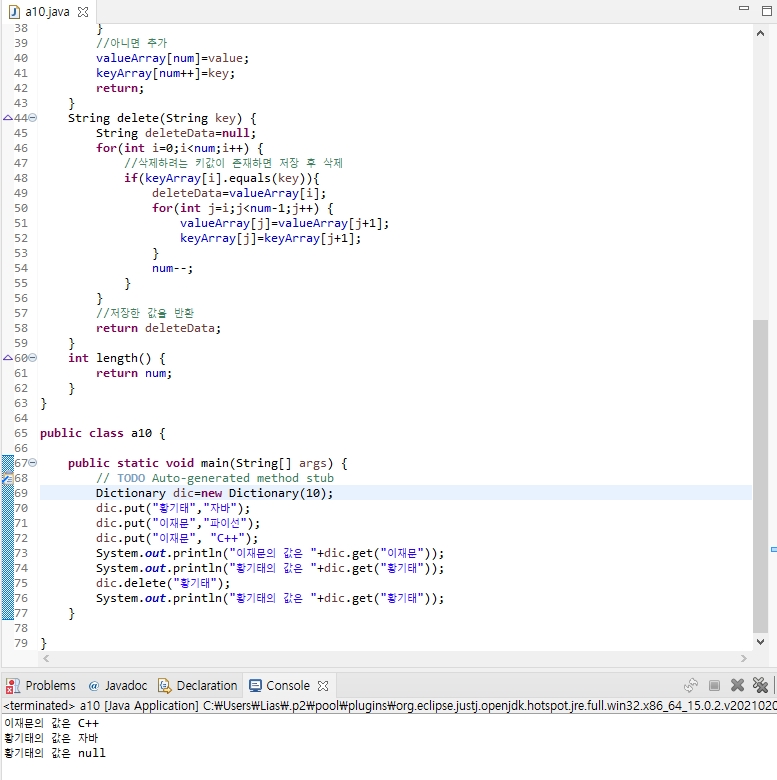 a10.java
38 }
39 //아니면 추가
40 valueArray[num]=value;
41 keyArray[num++]=key;
42 return;
43 }
44 String delete(String key) {
45 String deleteData=null;
46 for(int i=0;i<num;i++) {
47 //삭제하려는 키값이 존재하면 저장 후 삭제
48 if(keyArray[i].equals(key)){
49 deleteData=valueArray[i];
50 for(int j=i;j<num-1;j++) {
51 valueArray[j]=valueArray[j+1];
52 keyArray[j]=keyArray[j+1];
53 }
54 num--;
55 }
56 }
57 //저장한 값을 반환
58 return deleteData;
59 }
60 int length() {
61 return num;
62 }
63 }
64
65 public class a10 {
66
67 public static void main(String[] args) {
68 // TODO Auto-generated method stub
69 Dictionary dic=new Dictionary(10);
70 dic.put("황기태","자바");
71 dic.put("이재문","파이선");
72 dic.put("이재문", "C++");
73 System.out.println("이재문의 값은 "+dic.get("이재문"));
74 System.out.println("황기태의 값은 "+dic.get("황기태"));
75 dic.delete("황기태");
76 System.out.println("황기태의 값은 "+dic.get("황기태"));
77 }
78
79 }
Problems @ Javadoc Declaration Console
<terminated> a10 [Java Application] C:₩Users₩Lias₩.p2₩pool₩plugins₩org.eclipse.justj.openjdk.hotspot.jre.full.win32.x86_64_15.0.2.v2021020
이재문의 값은 C++
황기태의 값은 자바
황기태의 값은 null